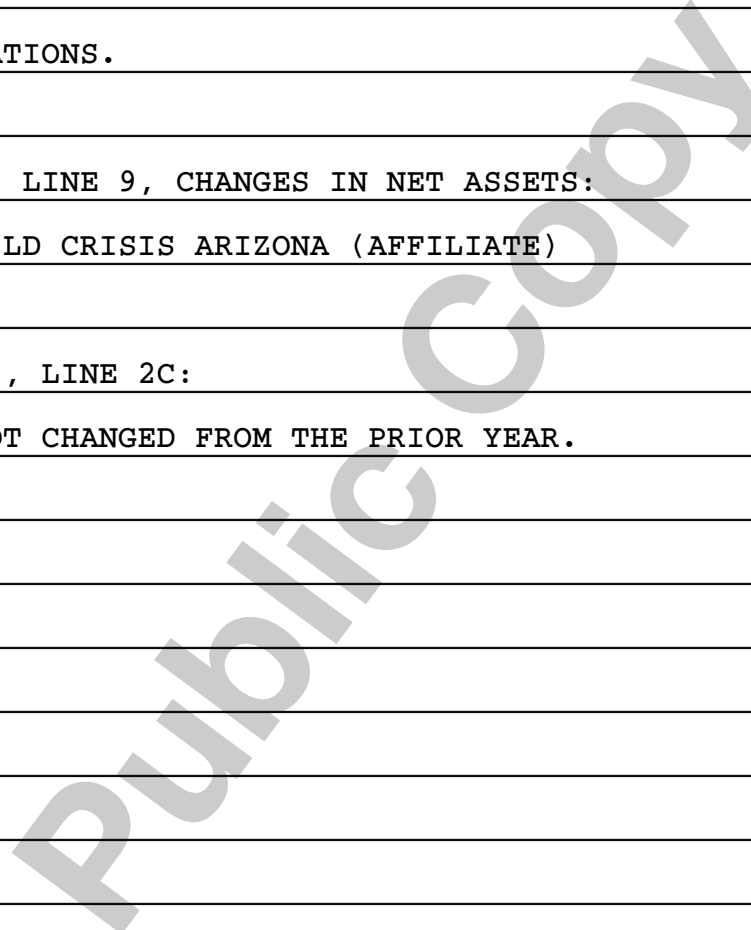 ATIONS.
LINE 9, CHANGES IN NET ASSETS:
LD CRISIS ARIZONA (AFFILIATE)
, LINE 2C:
OT CHANGED FROM THE PRIOR YEAR.
Public Copy